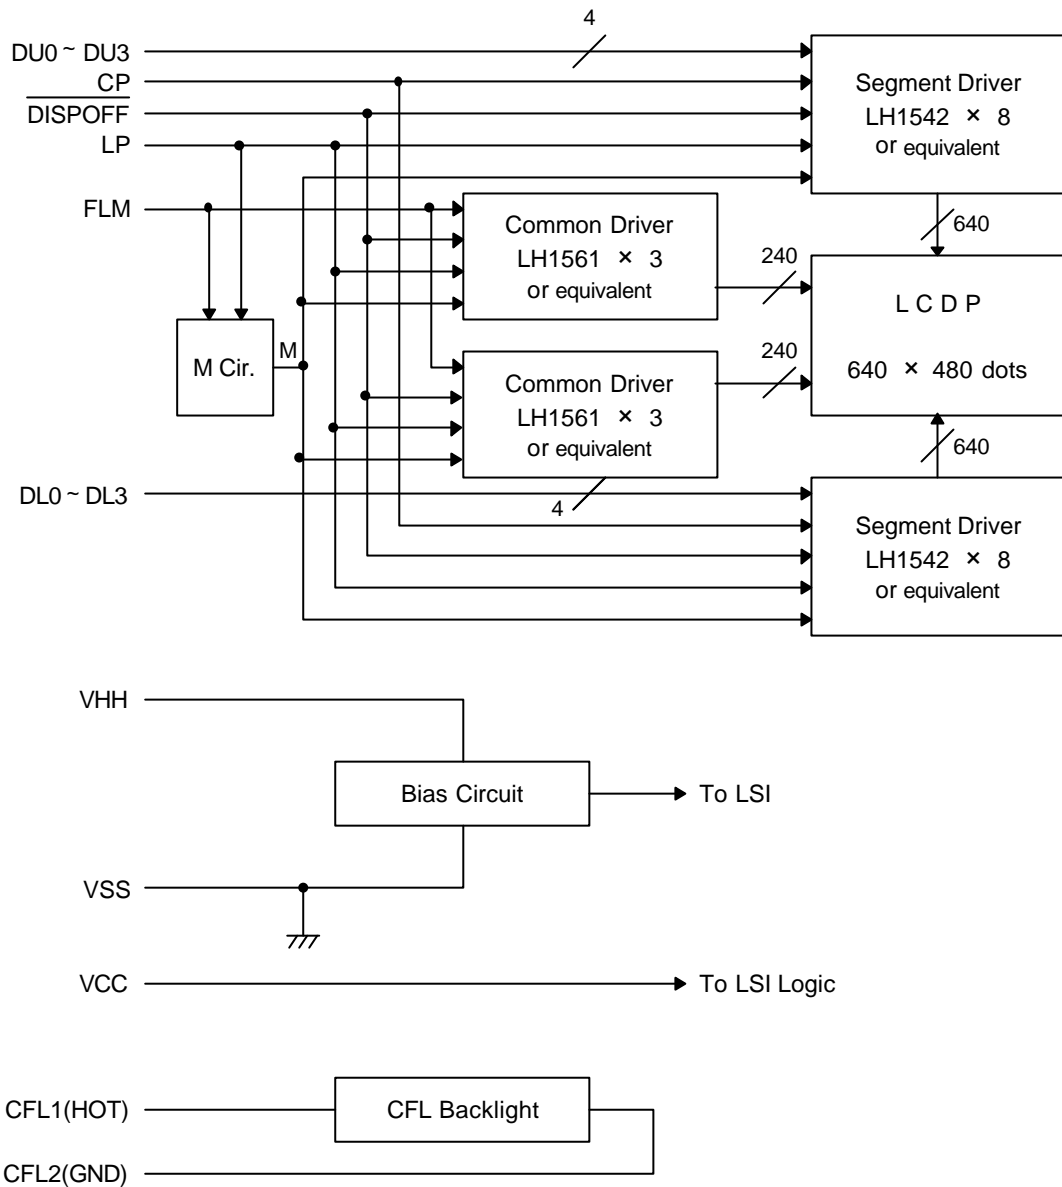 4
DU0 ~ DU3
CP
DISPOFF
LP
FLM
Segment Driver
LH1542 × 8
or equivalent
640
Common Driver
LH1561 × 3
or equivalent
240
L C D P
640 × 480 dots
M Cir.
M
Common Driver
LH1561 × 3
or equivalent
240
640
DL0 ~ DL3
4
Segment Driver
LH1542 × 8
or equivalent
VHH
Bias Circuit
To LSI
VSS
VCC
To LSI Logic
CFL1(HOT)
CFL Backlight
CFL2(GND)